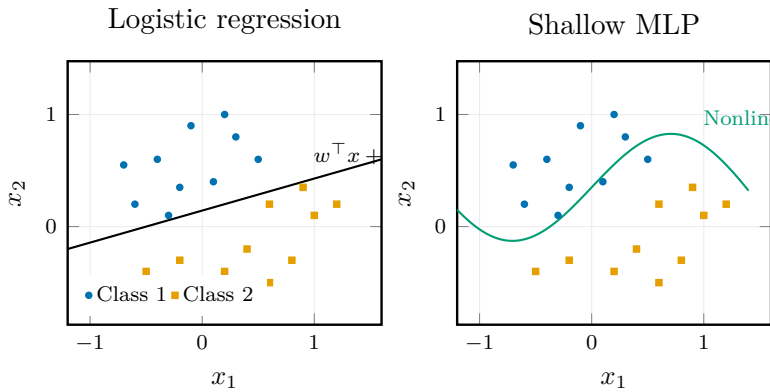 Logistic regression
1
0
x₂
w⊤x +
Class 1
Class 2
−1
0
1
x₁
Shallow MLP
1
0
x₂
Nonlin
−1
0
1
x₁